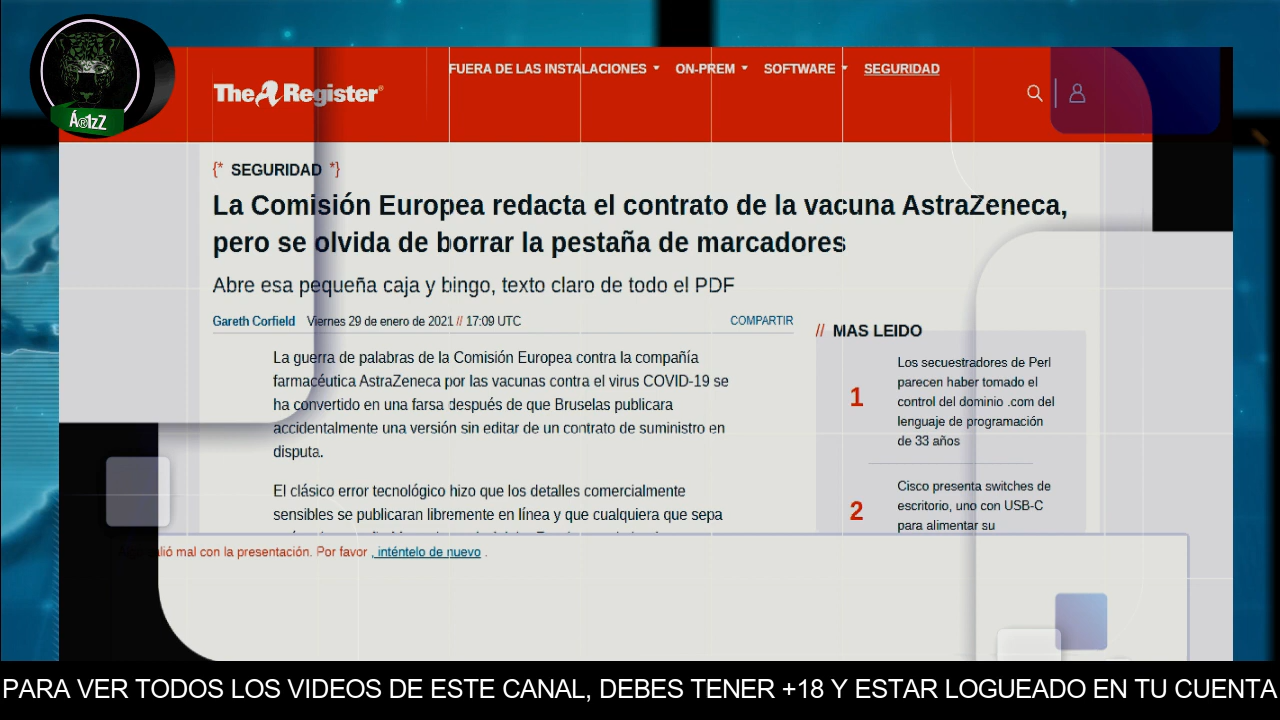 Á®1zZ
The Register®
FUERA DE LAS INSTALACIONES ON-PREM SOFTWARE SEGURIDAD
{* SEGURIDAD *}
La Comisión Europea redacta el contrato de la vacuna AstraZeneca,
pero se olvida de borrar la pestaña de marcadores
Abre esa pequeña caja y bingo, texto claro de todo el PDF
Gareth Corfield Viernes 29 de enero de 2021 // 17:09 UTC COMPARTIR
La guerra de palabras de la Comisión Europea contra la compañía
farmacéutica AstraZeneca por las vacunas contra el virus COVID-19 se
ha convertido en una farsa después de que Bruselas publicara
accidentalmente una versión sin editar de un contrato de suministro en
disputa.
El clásico error tecnológico hizo que los detalles comercialmente
sensibles se publicaran libremente en línea y que cualquiera que sepa
// MAS LEIDO
1
Los secuestradores de Perl
parecen haber tomado el
control del dominio .com del
lenguaje de programación
de 33 años
2
Cisco presenta switches de
escritorio, uno con USB-C
para alimentar su
mal con la presentación. Por favor , inténtelo de nuevo .
PARA VER TODOS LOS VIDEOS DE ESTE CANAL, DEBES TENER +18 Y ESTAR LOGUEADO EN TU CUENTA